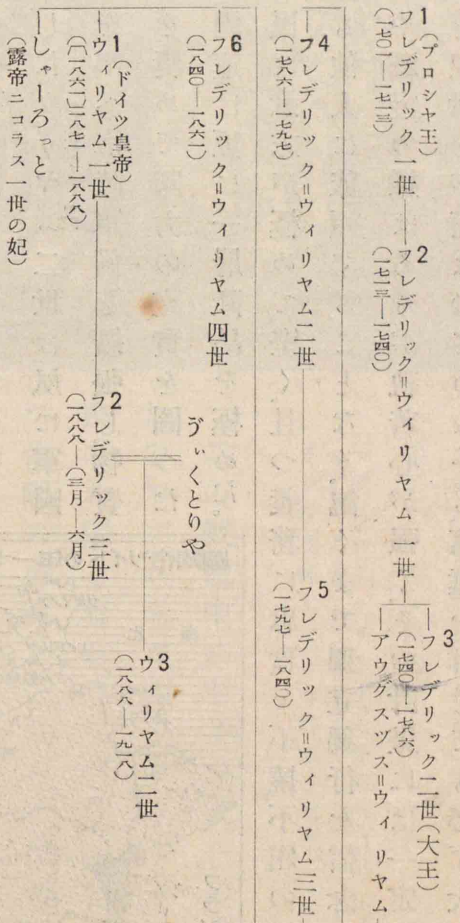 1
(プロシヤ王)
フレデリック一世
(一七〇一—一七一三)
2
フレデリック=ウィリヤム一世
(一七一三—一七四〇)
3
フレデリック二世(大王)
(一七四〇—一七八六)
アウグスヅス=ウィリヤム
4
フレデリック=ウィリヤム二世
(一七八六—一七九七)
5
フレデリック=ウィリヤム三世
(一七九七—一八四〇)
6
フレデリック=ウィリヤム四世
(一八四〇—一八六一)
1
(ドイツ皇帝)
ウィリヤム一世
(〔一八六一〕一八七一—一八八八)
しゃーろっと
(露帝ニコラス一世の妃)
2
フレデリック三世
(一八八八—(三月—六月)
ゔぃくとりや
3
ウィリヤム二世
(一八八八—一九一八)